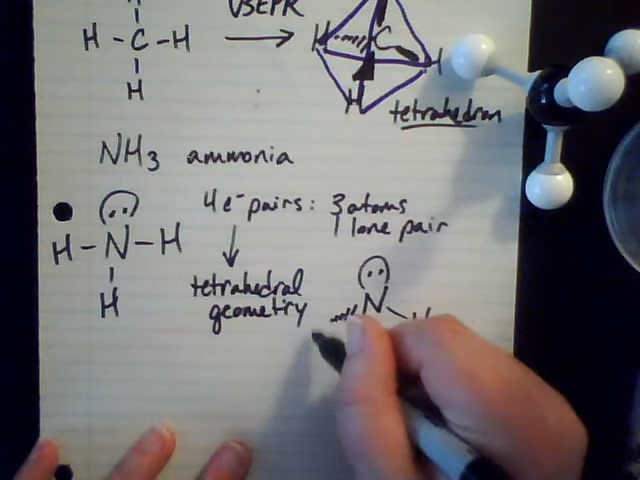 VSEPR
H - C - H
H
H C H
H
tetrahedron
NH3 ammonia
4 e- pairs: 3 atoms
1 lone pair
H - N - H
H
tetrahedral
geometry
N